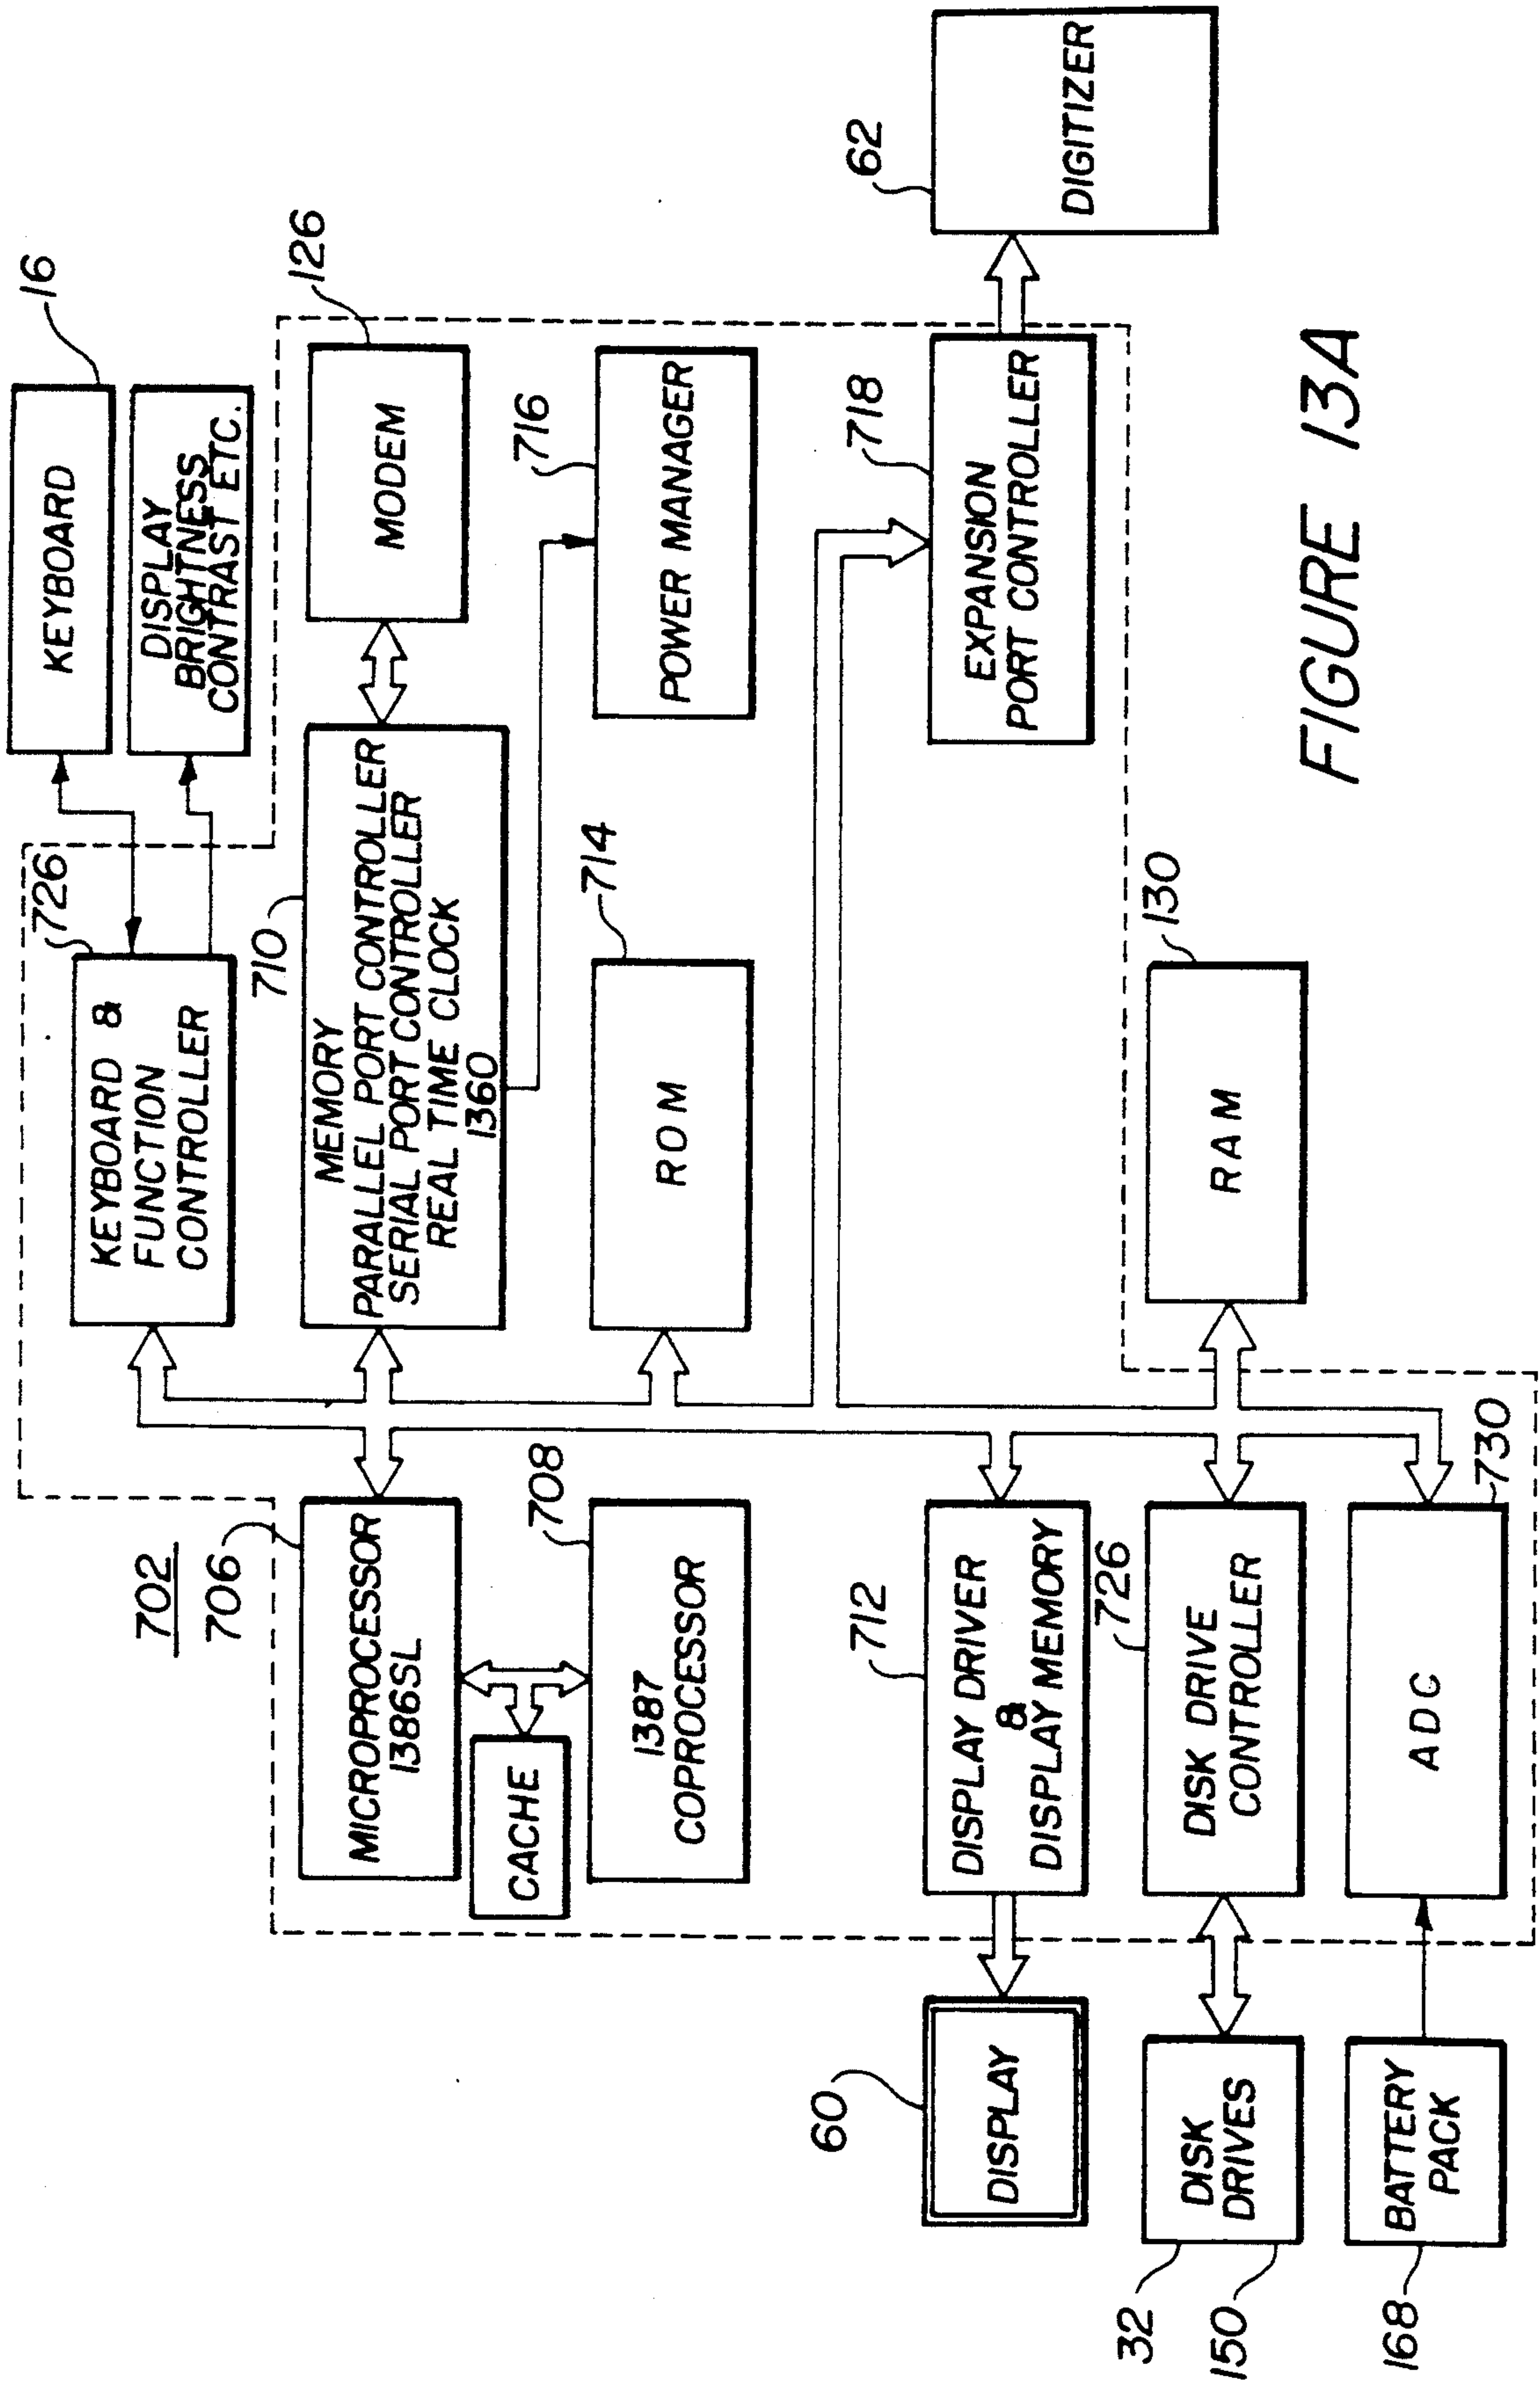 702
KEYBOARD
16
DISPLAY
BRIGHTNESS
CONTRAST ETC.
726
KEYBOARD &
FUNCTION
CONTROLLER
706
MICROPROCESSOR
1386SL
710
MEMORY
PARALLEL PORT CONTROLLER
SERIAL PORT CONTROLLER
REAL TIME CLOCK
1360
MODEM
126
CACHE
708
1387
COPROCESSOR
714
ROM
716
POWER MANAGER
60
DISPLAY
712
DISPLAY DRIVER
&
DISPLAY MEMORY
718
EXPANSION
PORT CONTROLLER
62
DIGITIZER
32
150
DISK
DRIVES
726
DISK DRIVE
CONTROLLER
130
RAM
168
BATTERY
PACK
ADC
730
FIGURE 13A